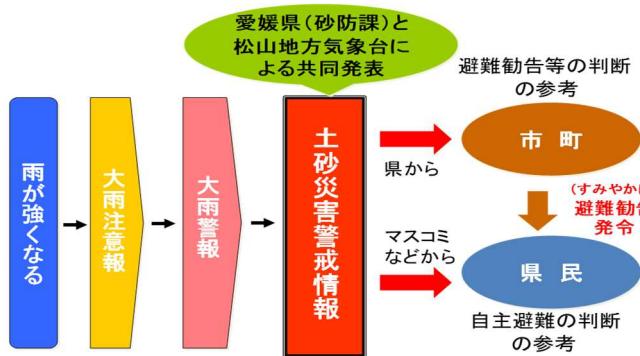 愛媛県（砂防課）と
松山地方気象台に
よる共同発表
雨が強くなる
大雨注意報
大雨警報
土砂災害警戒情報
県から
マスコミ
などから
避難勧告等の判断
の参考
市 町
(すみやかに
避難勧告
発令
県 民
自主避難の判断
の参考